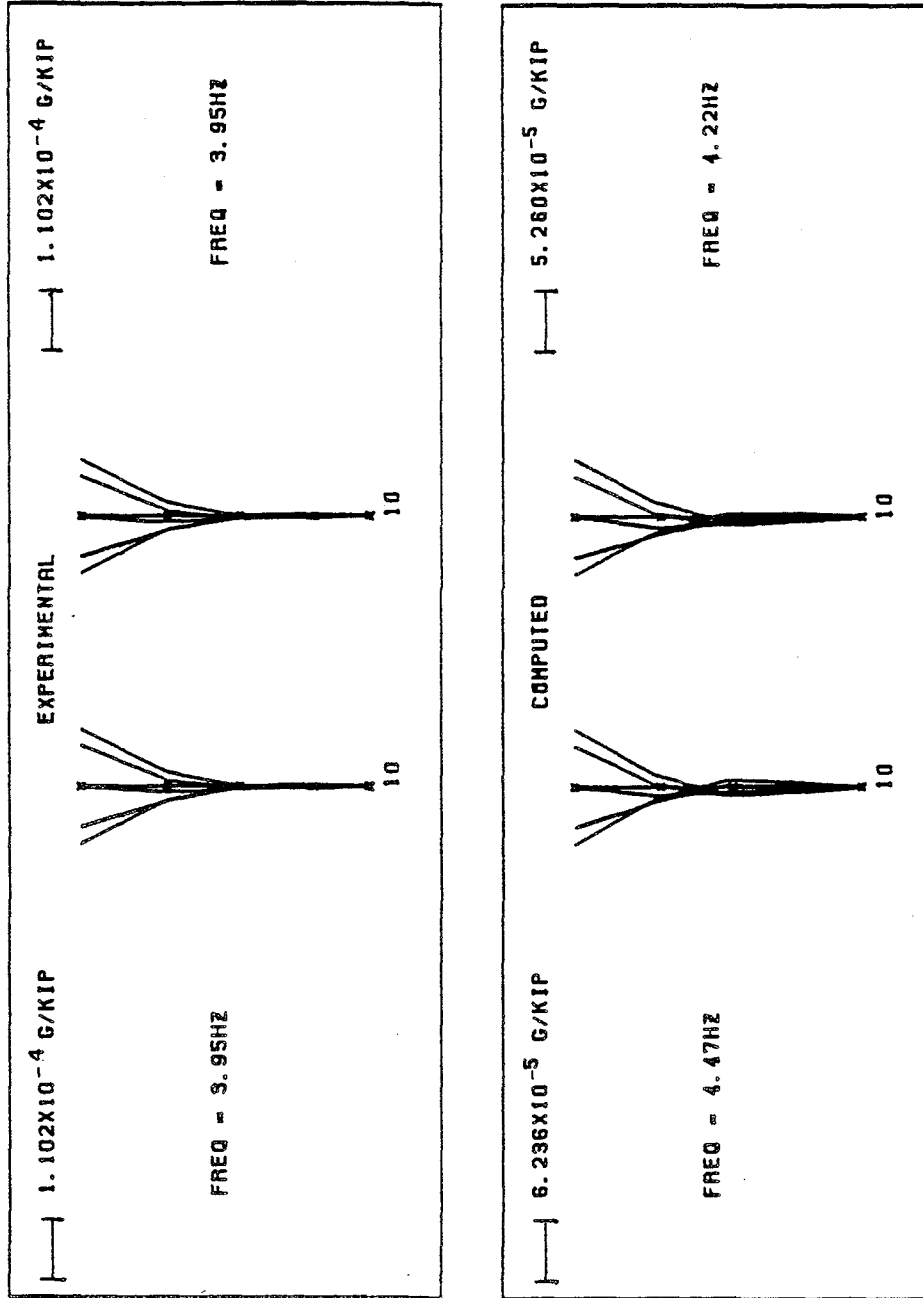 EXPERIMENTAL
1.102X10⁻⁴ G/KIP
1.102X10⁻⁴ G/KIP
FREQ = 3.95HZ
FREQ = 3.95HZ
10
10
COMPUTED
6.236X10⁻⁵ G/KIP
5.260X10⁻⁵ G/KIP
FREQ = 4.47HZ
FREQ = 4.22HZ
10
10